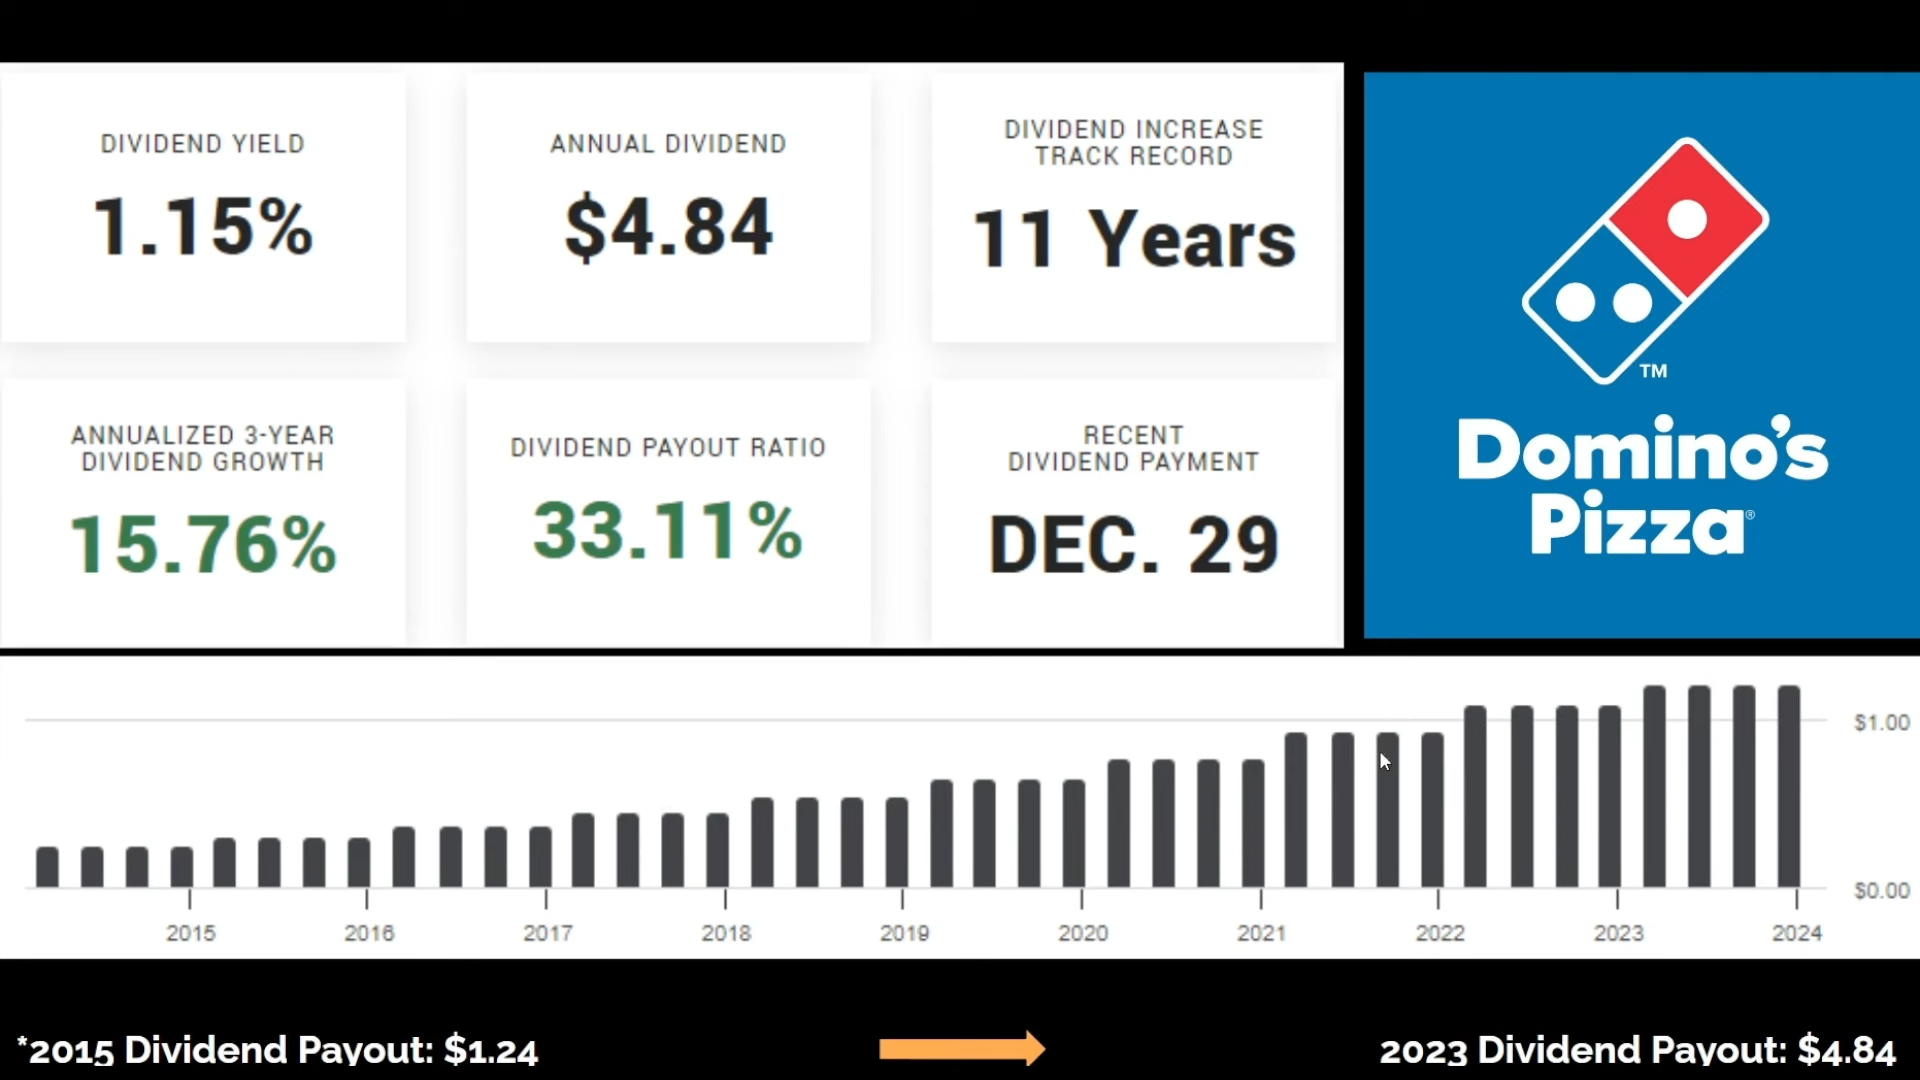 DIVIDEND YIELD
1.15%
ANNUAL DIVIDEND
$4.84
DIVIDEND INCREASE
TRACK RECORD
11 Years
ANNUALIZED 3-YEAR
DIVIDEND GROWTH
15.76%
DIVIDEND PAYOUT RATIO
33.11%
RECENT
DIVIDEND PAYMENT
DEC. 29
TM
Domino's
Pizza®
$1.00
$0.00
2015 2016 2017 2018 2019 2020 2021 2022 2023 2024
*2015 Dividend Payout: $1.24
2023 Dividend Payout: $4.84